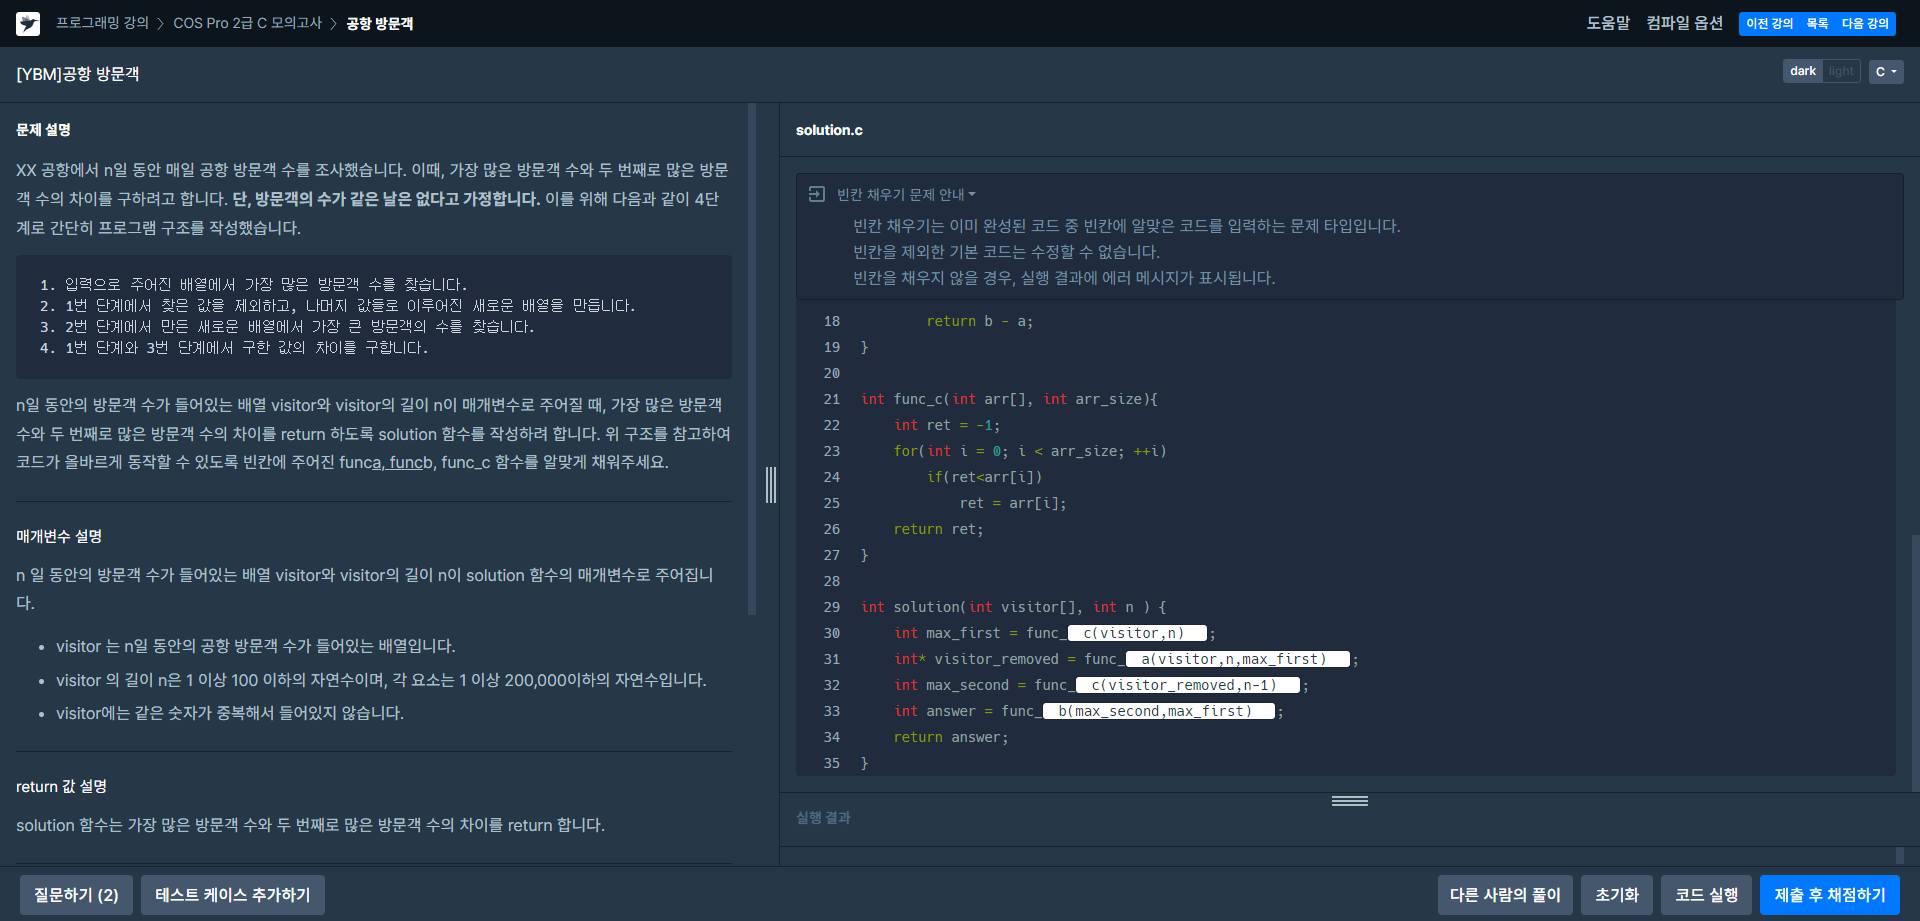 프로그래밍 강의 > COS Pro 2급 C 모의고사 > 공항 방문객
도움말 컴파일 옵션 이전 강의 목록 다음 강의
[YBM]공항 방문객
dark light C
문제 설명
XX 공항에서 n일 동안 매일 공항 방문객 수를 조사했습니다. 이때, 가장 많은 방문객 수와 두 번째로 많은 방문
객 수의 차이를 구하려고 합니다. 단, 방문객의 수가 같은 날은 없다고 가정합니다. 이를 위해 다음과 같이 4단
계로 간단히 프로그램 구조를 작성했습니다.
1. 입력으로 주어진 배열에서 가장 많은 방문객 수를 찾습니다.
2. 1번 단계에서 찾은 값을 제외하고, 나머지 값들로 이루어진 새로운 배열을 만듭니다.
3. 2번 단계에서 만든 새로운 배열에서 가장 큰 방문객의 수를 찾습니다.
4. 1번 단계와 3번 단계에서 구한 값의 차이를 구합니다.
n일 동안의 방문객 수가 들어있는 배열 visitor와 visitor의 길이 n이 매개변수로 주어질 때, 가장 많은 방문객
수와 두 번째로 많은 방문객 수의 차이를 return 하도록 solution 함수를 작성하려 합니다. 위 구조를 참고하여
코드가 올바르게 동작할 수 있도록 빈칸에 주어진 funca, funcb, func_c 함수를 알맞게 채워주세요.
매개변수 설명
n 일 동안의 방문객 수가 들어있는 배열 visitor와 visitor의 길이 n이 solution 함수의 매개변수로 주어집니
다.
• visitor 는 n일 동안의 공항 방문객 수가 들어있는 배열입니다.
• visitor 의 길이 n은 1 이상 100 이하의 자연수이며, 각 요소는 1 이상 200,000이하의 자연수입니다.
• visitor에는 같은 숫자가 중복해서 들어있지 않습니다.
return 값 설명
solution 함수는 가장 많은 방문객 수와 두 번째로 많은 방문객 수의 차이를 return 합니다.
solution.c
빈칸 채우기 문제 안내
빈칸 채우기는 이미 완성된 코드 중 빈칸에 알맞은 코드를 입력하는 문제 타입입니다.
빈칸을 제외한 기본 코드는 수정할 수 없습니다.
빈칸을 채우지 않을 경우, 실행 결과에 에러 메시지가 표시됩니다.
18 return b - a;
19 }
20
21 int func_c(int arr[], int arr_size){
22 int ret = -1;
23 for(int i = 0; i < arr_size; ++i)
24 if(ret<arr[i])
25 ret = arr[i];
26 return ret;
27 }
28
29 int solution(int visitor[], int n ) {
30 int max_first = func_c(visitor,n) ;
31 int* visitor_removed = func_a(visitor,n,max_first) ;
32 int max_second = func_c(visitor_removed,n-1) ;
33 int answer = func_b(max_second,max_first) ;
34 return answer;
35 }
실행 결과
질문하기 (2) 테스트 케이스 추가하기 다른 사람의 풀이 초기화 코드 실행 제출 후 채점하기